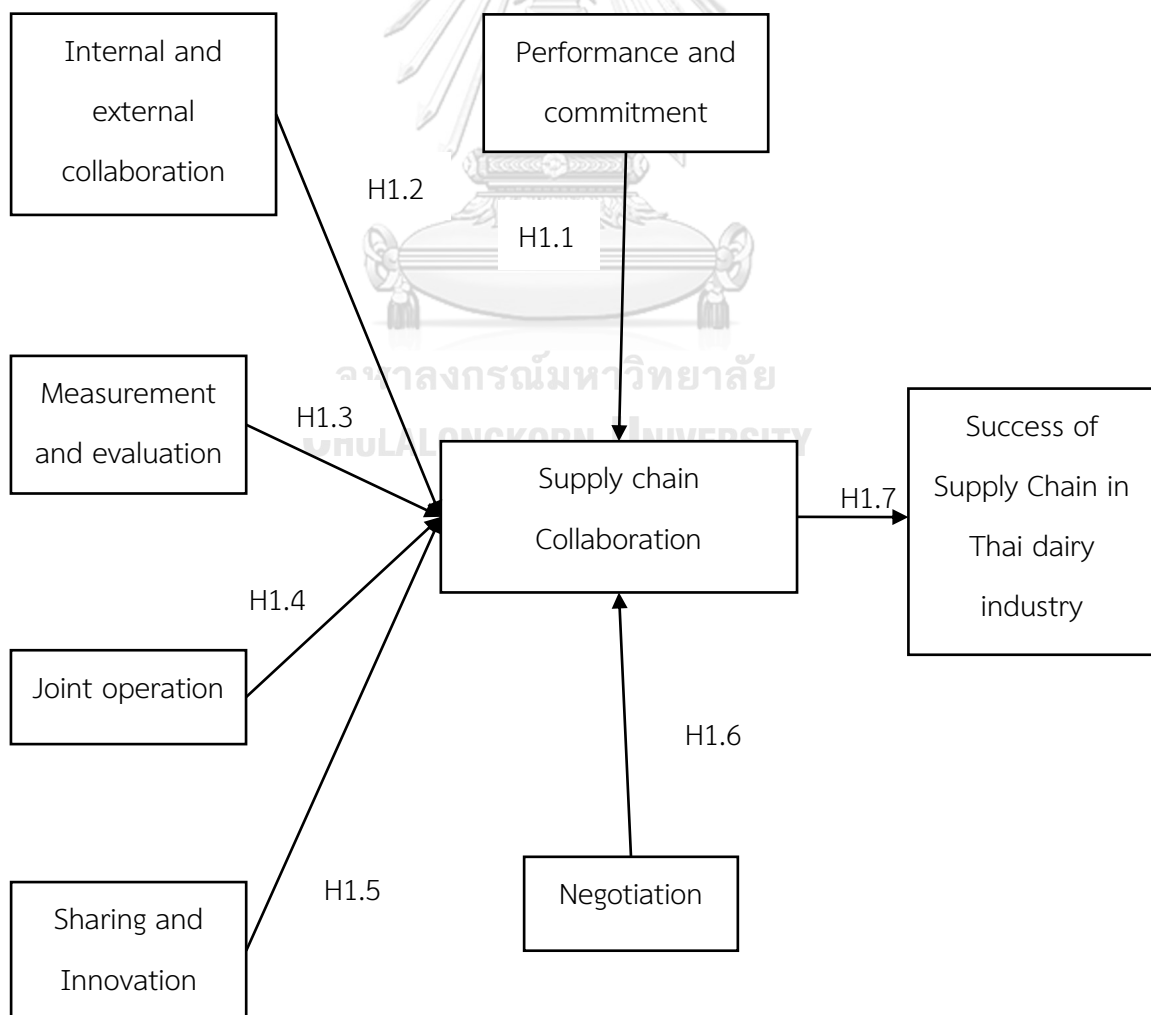 Internal and
external
collaboration
Performance and
commitment
H1.2
H1.1
จุฬาลงกรณ์มหาวิทยาลัย
CHULALONGKORN UNIVERSITY
Measurement
and evaluation
H1.3
Supply chain
Collaboration
H1.7
Success of
Supply Chain in
Thai dairy
industry
H1.4
Joint operation
H1.6
H1.5
Negotiation
Sharing and
Innovation